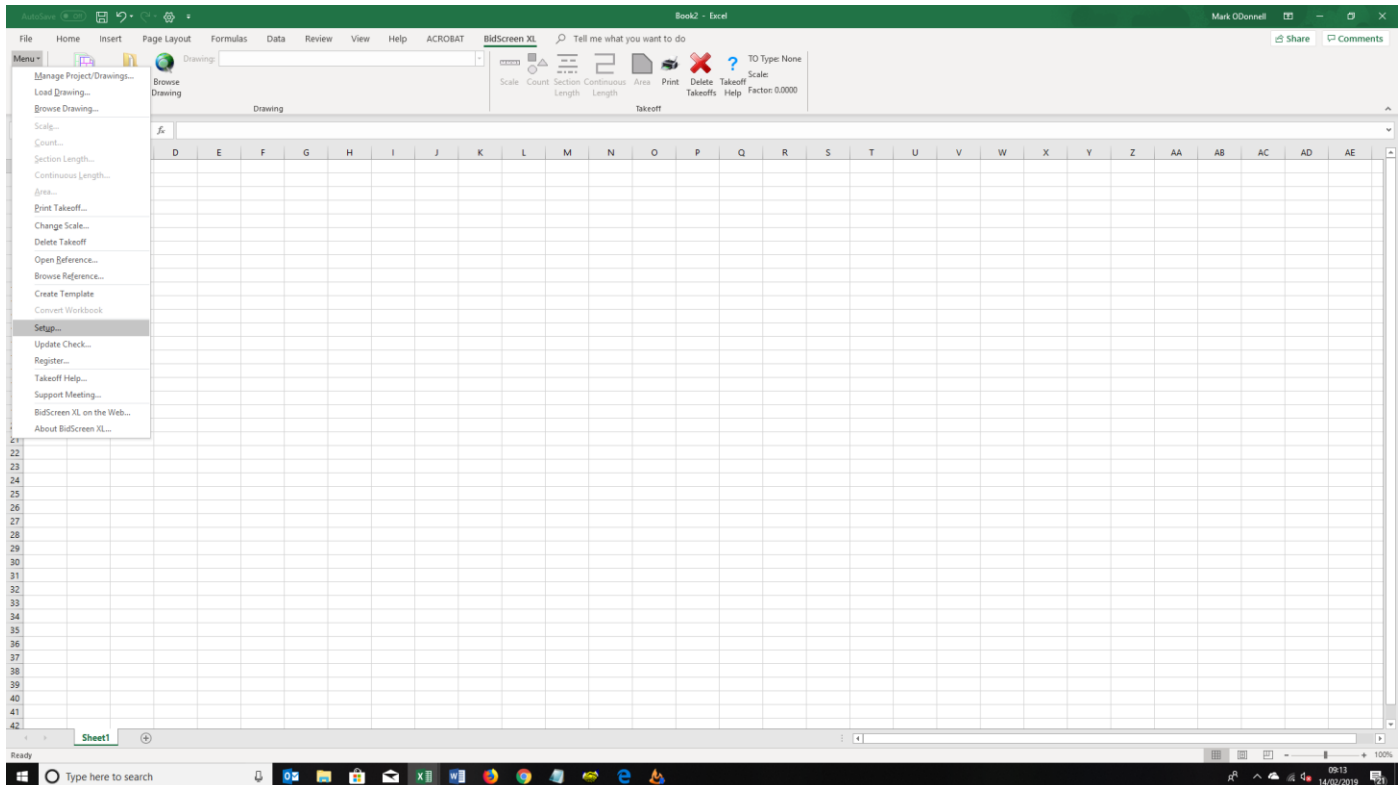 AutoSave Off Book2 - Excel Mark ODonnell
File Home Insert Page Layout Formulas Data Review View Help ACROBAT BidScreen XL Tell me what you want to do Share Comments
Menu
Drawing:
Browse
Drawing
Drawing
Scale Count Section Length Continuous Length Area Print Delete Takeoffs Takeoff Help
TO Type: None
Scale:
Factor: 0.0000
Takeoff
Manage Project/Drawings...
Load Drawing...
Browse Drawing...
Scale...
Count...
Section Length...
Continuous Length...
Area...
Print Takeoff...
Change Scale...
Delete Takeoff
Open Reference...
Browse Reference...
Create Template
Convert Workbook
Setup...
Update Check...
Register...
Takeoff Help...
Support Meeting...
BidScreen XL on the Web...
About BidScreen XL...
fx
D E F G H I J K L M N O P Q R S T U V W X Y Z AA AB AC AD AE
21
22
23
24
25
26
27
28
29
30
31
32
33
34
35
36
37
38
39
40
41
42
Sheet1
Ready 100%
Type here to search
09:13
14/02/2019
21